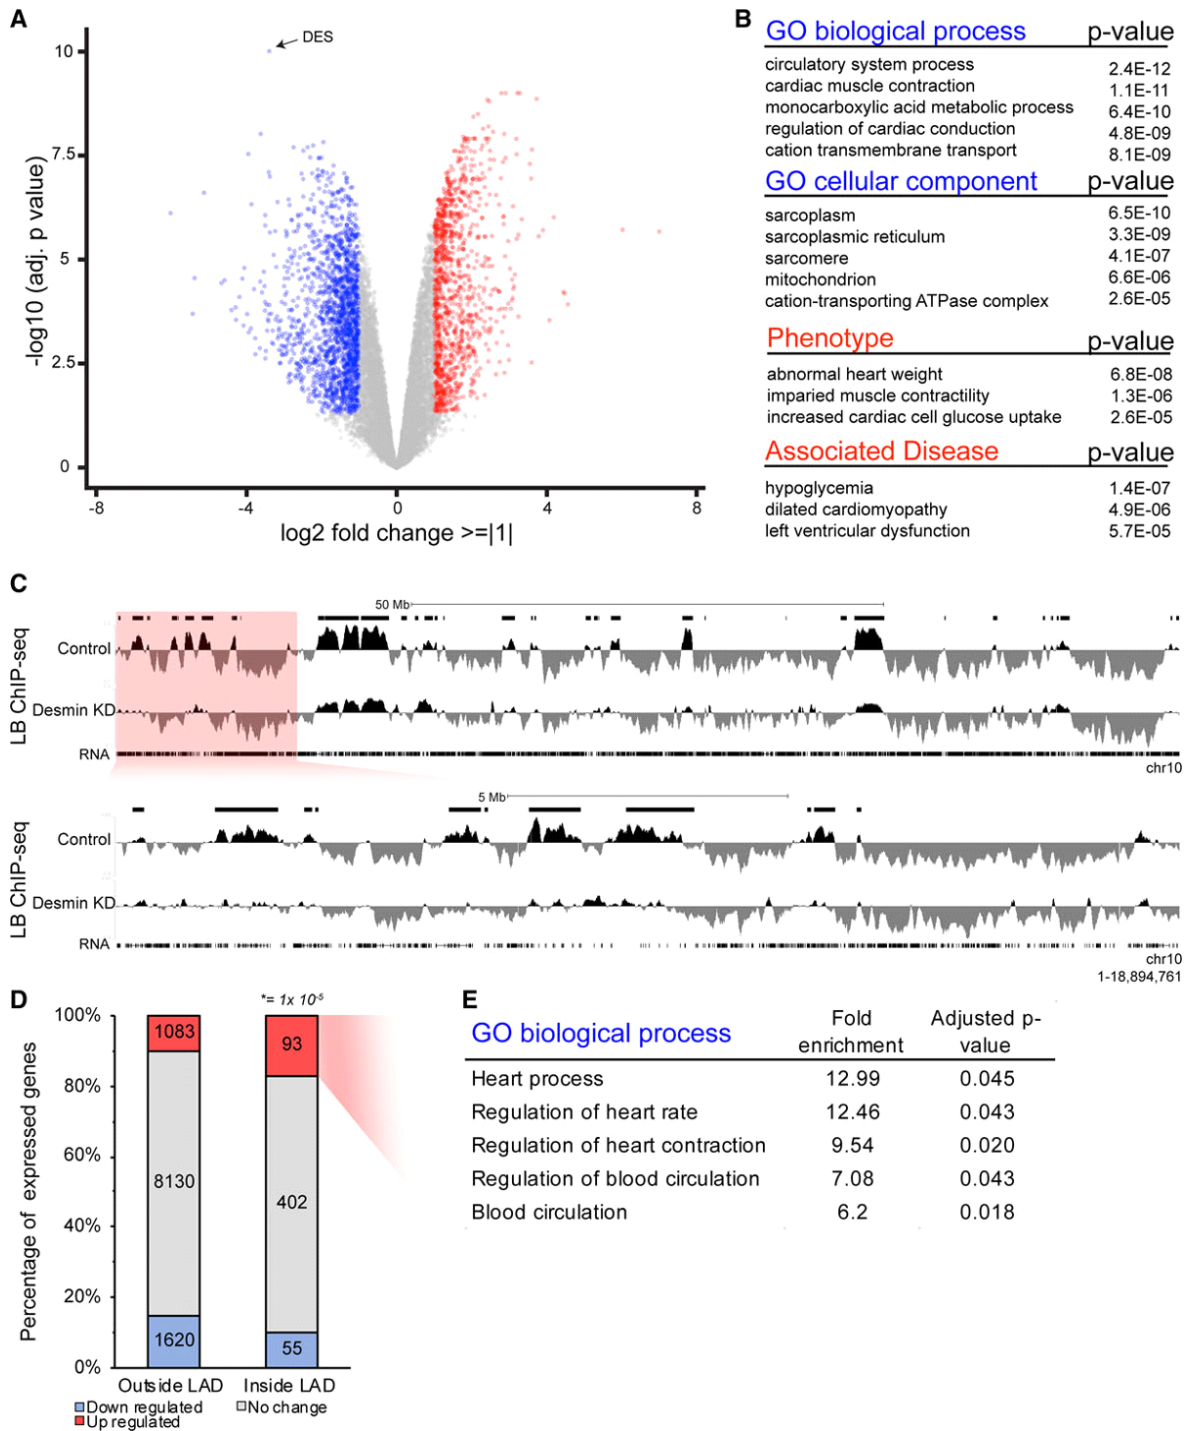 A
DES
10
7.5
5
2.5
0
-log10 (adj. p value)
-8
-4
0
4
8
log2 fold change >=|1|
B
GO biological process p-value
circulatory system process 2.4E-12
cardiac muscle contraction 1.1E-11
monocarboxylic acid metabolic process 6.4E-10
regulation of cardiac conduction 4.8E-09
cation transmembrane transport 8.1E-09
GO cellular component p-value
sarcoplasm 6.5E-10
sarcoplasmic reticulum 3.3E-09
sarcomere 4.1E-07
mitochondrion 6.6E-06
cation-transporting ATPase complex 2.6E-05
Phenotype p-value
abnormal heart weight 6.8E-08
imparied muscle contractility 1.3E-06
increased cardiac cell glucose uptake 2.6E-05
Associated Disease p-value
hypoglycemia 1.4E-07
dilated cardiomyopathy 4.9E-06
left ventricular dysfunction 5.7E-05
C
50 Mb
LB ChIP-seq
Control
Desmin KD
RNA
chr10
5 Mb
LB ChIP-seq
Control
Desmin KD
RNA
chr10
1-18,894,761
D
*= 1x 10-5
100%
80%
60%
40%
20%
0%
Percentage of expressed genes
1083
8130
1620
93
402
55
Outside LAD
Inside LAD
Down regulated
No change
Up regulated
E
GO biological process Fold enrichment Adjusted p-value
Heart process 12.99 0.045
Regulation of heart rate 12.46 0.043
Regulation of heart contraction 9.54 0.020
Regulation of blood circulation 7.08 0.043
Blood circulation 6.2 0.018